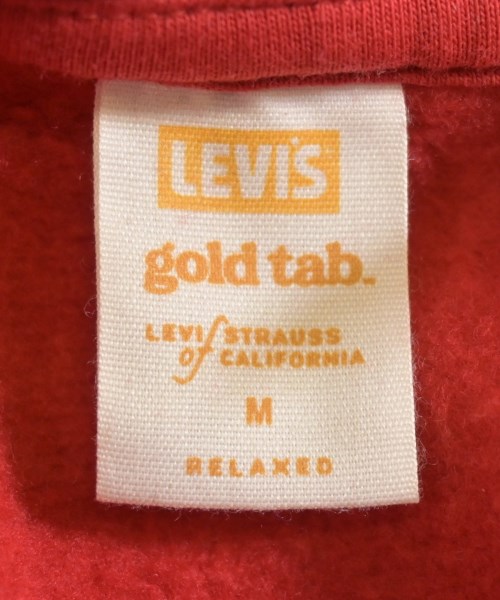 LEVI'S
gold tab.
LEVI STRAUSS
of CALIFORNIA
M
RELAXED